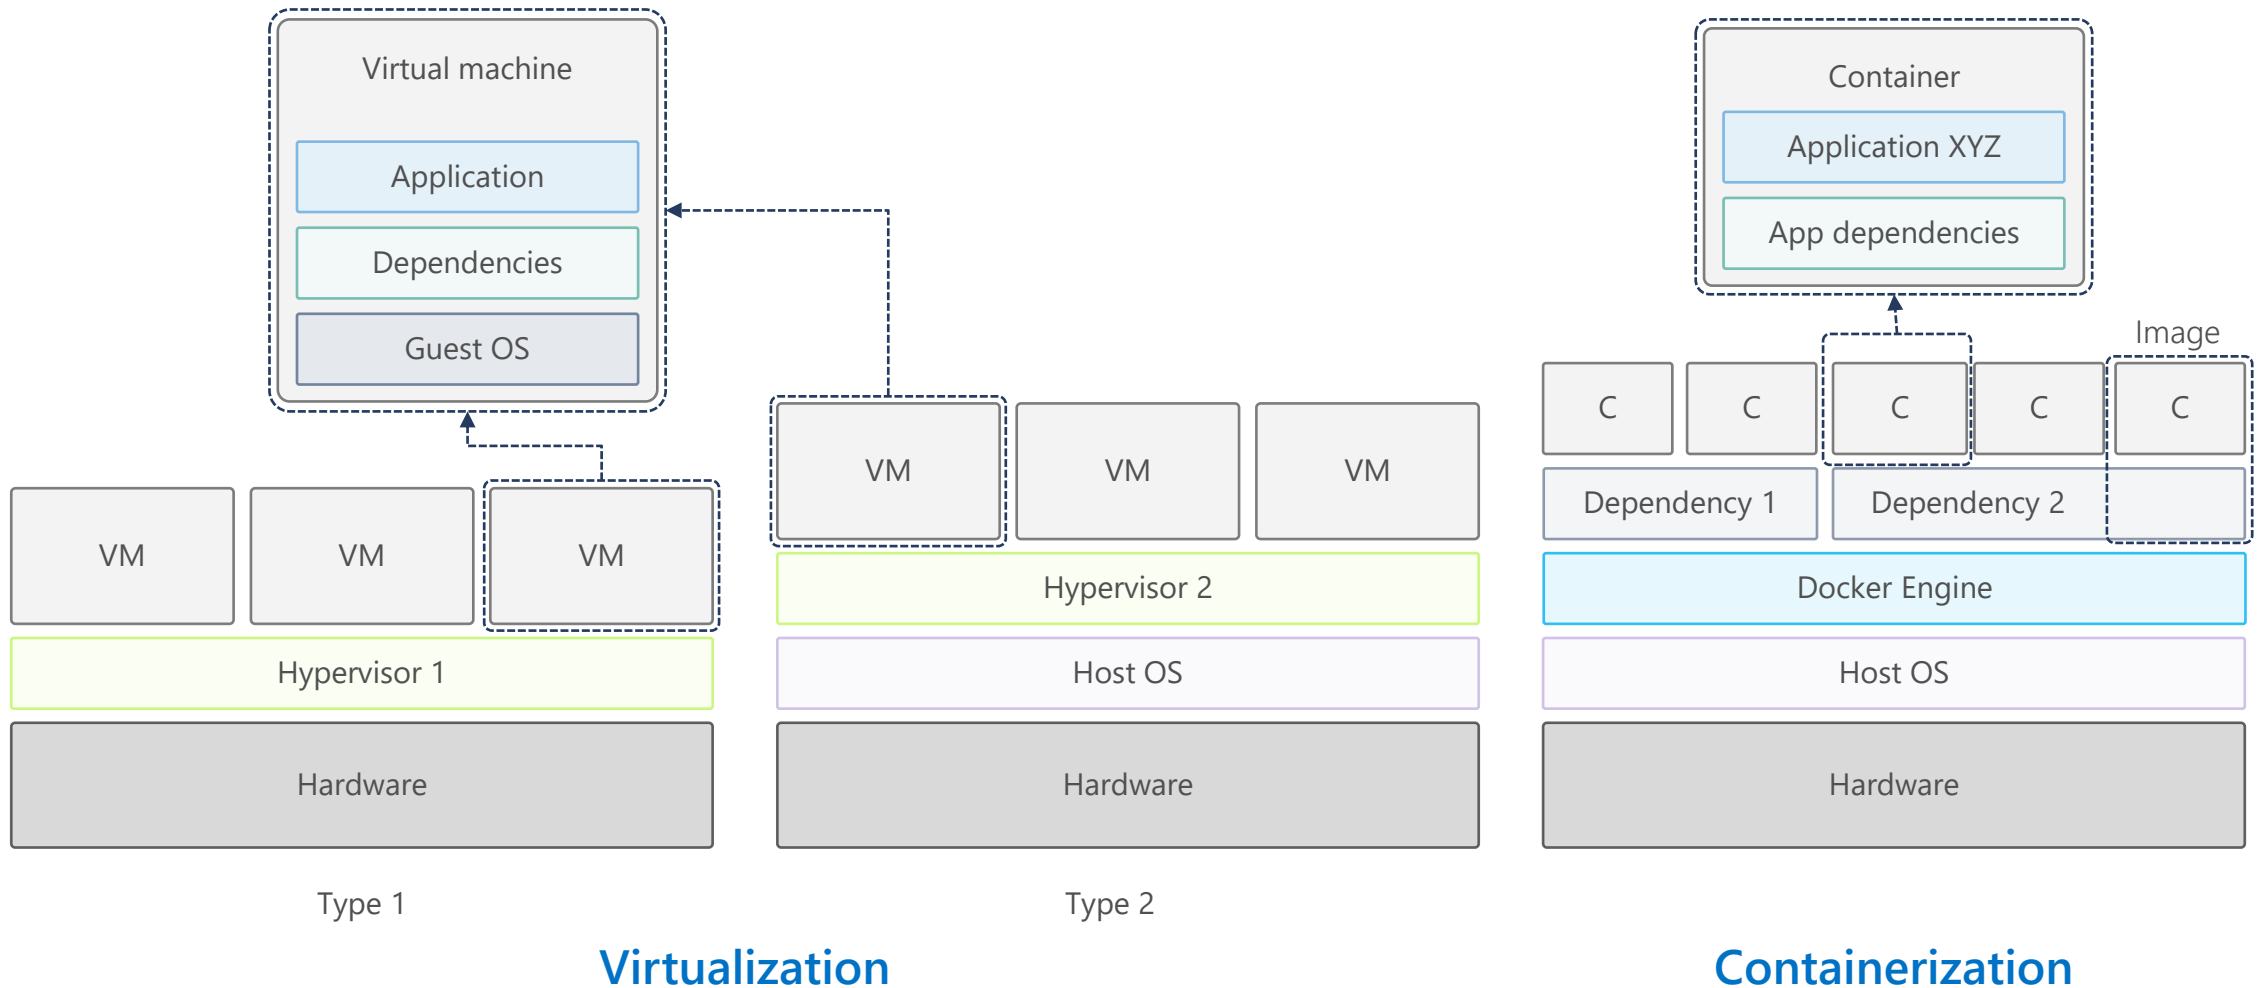 Virtual machine
Application
Dependencies
Guest OS
VM
VM
VM
Hypervisor 1
Hardware
Type 1
VM
VM
VM
Hypervisor 2
Host OS
Hardware
Type 2
Virtualization
Container
Application XYZ
App dependencies
Image
C
C
C
C
C
Dependency 1
Dependency 2
Docker Engine
Host OS
Hardware
Containerization